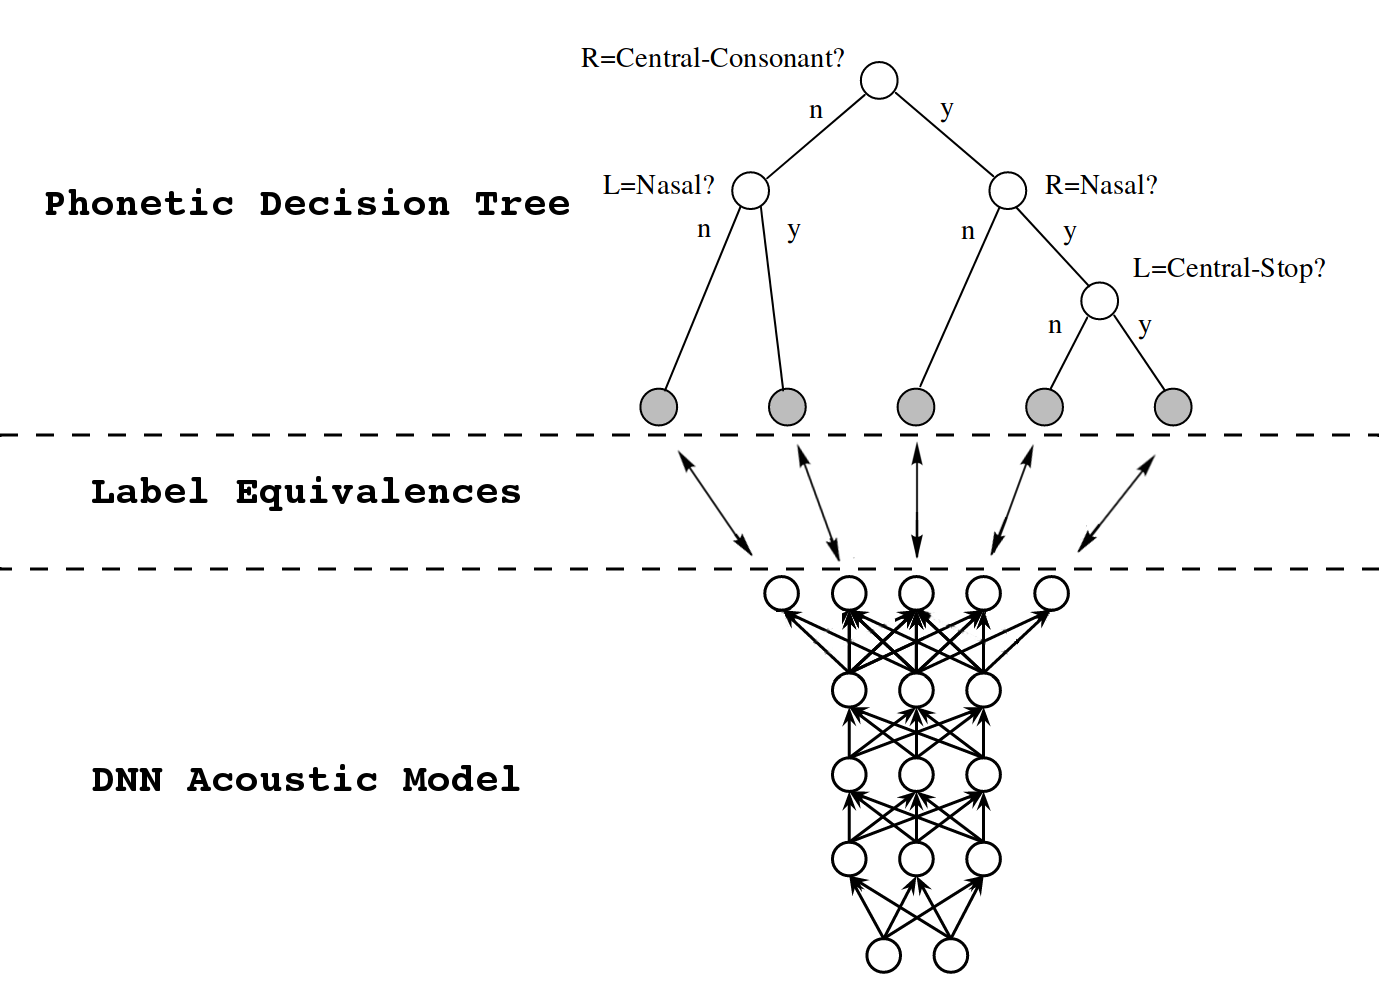 R=Central-Consonant?
n
y
Phonetic Decision Tree
L=Nasal?
R=Nasal?
n
y
n
y
L=Central-Stop?
n
y
Label Equivalences
DNN Acoustic Model